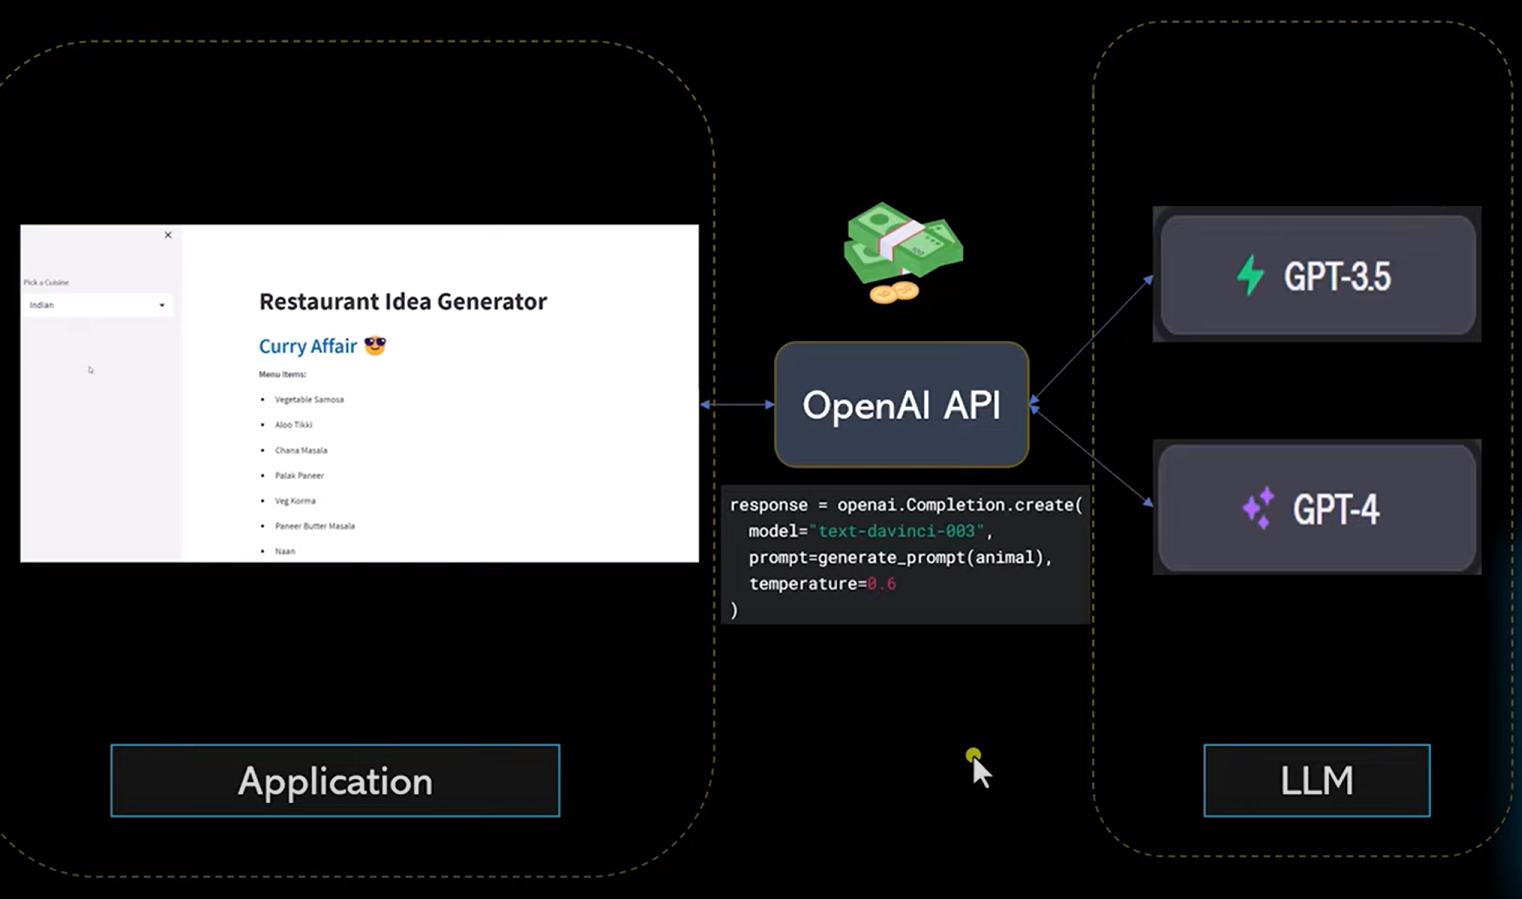 Pick a Cuisine
Indian
Restaurant Idea Generator
Curry Affair
Menu Items:
Vegetable Samosa
Aloo Tikki
Chana Masala
Palak Paneer
Veg Korma
Paneer Butter Masala
Naan
Application
OpenAI API
response = openai.Completion.create(
model="text-davinci-003",
prompt=generate_prompt(animal),
temperature=0.6
)
GPT-3.5
GPT-4
LLM